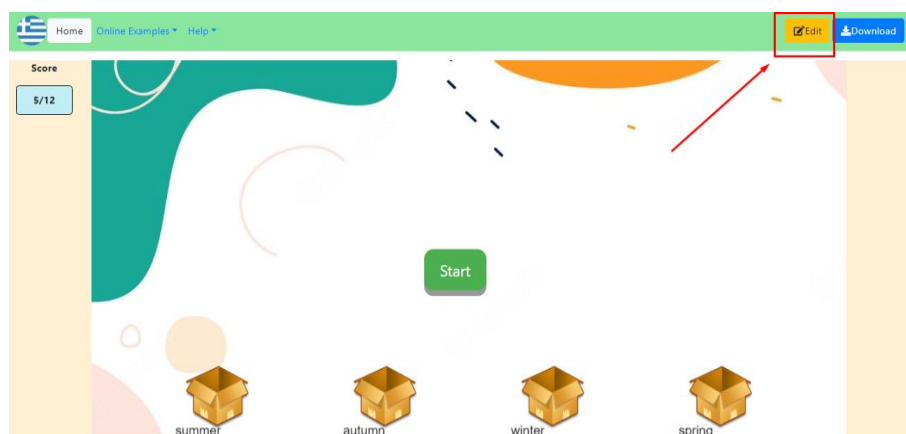 Home Online Examples Help Edit Download
Score
5/12
Start
summer autumn winter spring